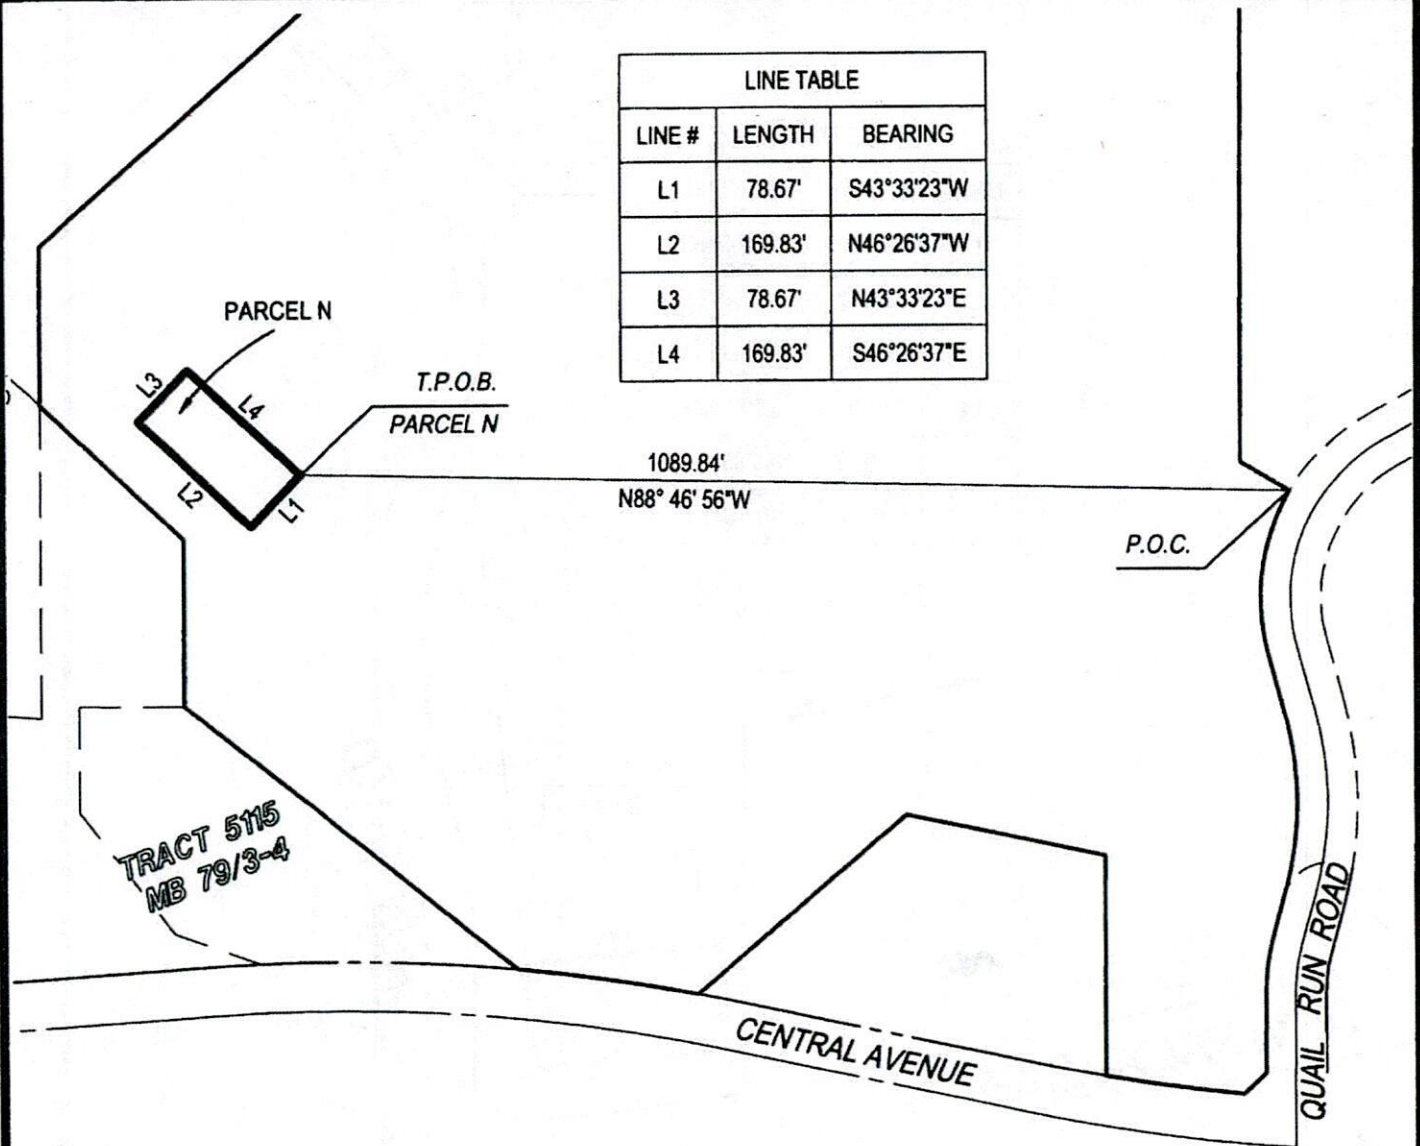 LINE TABLE
LINE # LENGTH BEARING
L1 78.67' S43°33'23"W
L2 169.83' N46°26'37"W
L3 78.67' N43°33'23"E
L4 169.83' S46°26'37"E
PARCEL N
L3
L4
L2
L1
T.P.O.B.
PARCEL N
1089.84'
N88° 46' 56"W
P.O.C.
TRACT 5115
MB 79/3-4
CENTRAL AVENUE
QUAIL RUN ROAD